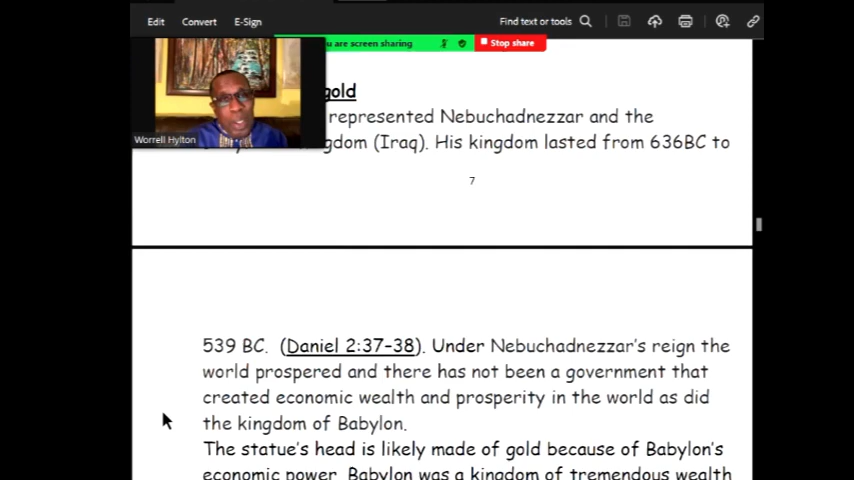 Edit Convert E-Sign Find text or tools
are screen sharing Stop share
gold
represented Nebuchadnezzar and the
(Iraq). His kingdom lasted from 636BC to
Worrell Hylton
7
539 BC. (Daniel 2:37-38). Under Nebuchadnezzar's reign the
world prospered and there has not been a government that
created economic wealth and prosperity in the world as did
the kingdom of Babylon.
The statue's head is likely made of gold because of Babylon's
economic power. Babylon was a kingdom of tremendous wealth